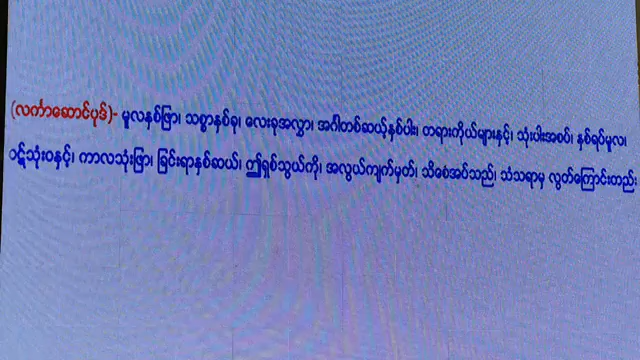 (လင်္ကာဆောင်ပုဒ်)- မူလနှစ်ဖြာ၊ သစ္စာနှစ်ခု၊ လေးခုအလွှာ၊ အင်္ဂါတစ်ဆယ့်နှစ်ပါး၊ တရားကိုယ်များနှင့်၊ သုံးပါးအစပ်၊ နှစ်ရပ်မူလ၊
ဝဋ်သုံးဝနှင့်၊ ကာလသုံးဖြာ၊ ခြင်းရာနှစ်ဆယ်၊ ဤရှစ်သွယ်ကို၊ အလွယ်ကျက်မှတ်၊ သိစေအပ်သည်၊ သံသရာမှ လွတ်ကြောင်းတည်း